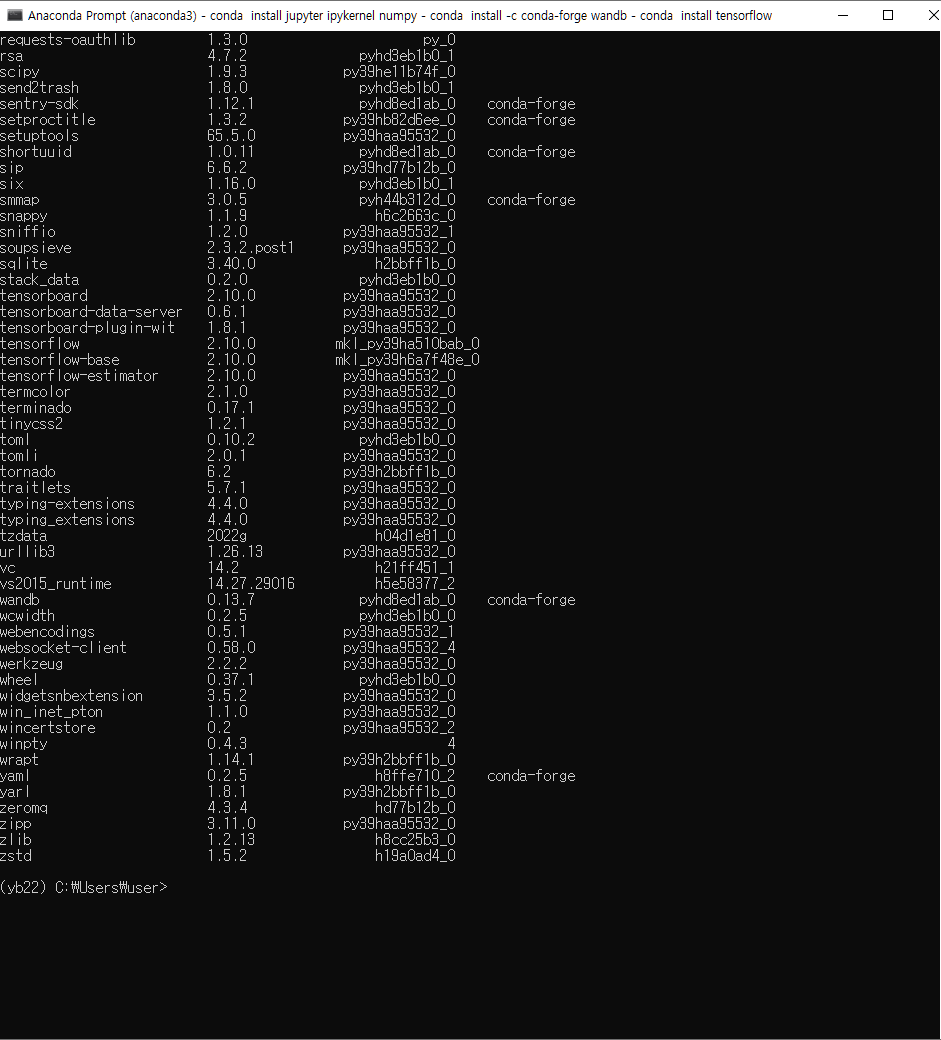 Anaconda Prompt (anaconda3) - conda  install jupyter ipykernel numpy - conda  install -c conda-forge wandb - conda  install tensorflow
requests-oauthlib         1.3.0                      py_0
rsa                       4.7.2              pyhd3eb1b0_1
scipy                     1.9.3            py39he11b74f_0
send2trash                1.8.0              pyhd3eb1b0_1
sentry-sdk                1.12.1             pyhd8ed1ab_0    conda-forge
setproctitle              1.3.2            py39hb82d6ee_0    conda-forge
setuptools                65.5.0           py39haa95532_0
shortuuid                 1.0.11             pyhd8ed1ab_0    conda-forge
sip                       6.6.2            py39hd77b12b_0
six                       1.16.0             pyhd3eb1b0_1
smmap                     3.0.5              pyh44b312d_0    conda-forge
snappy                    1.1.9                h6c2663c_0
sniffio                   1.2.0            py39haa95532_1
soupsieve                 2.3.2.post1      py39haa95532_0
sqlite                    3.40.0               h2bbff1b_0
stack_data                0.2.0              pyhd3eb1b0_0
tensorboard               2.10.0           py39haa95532_0
tensorboard-data-server   0.6.1            py39haa95532_0
tensorboard-plugin-wit    1.8.1            py39haa95532_0
tensorflow                2.10.0          mkl_py39ha510bab_0
tensorflow-base           2.10.0          mkl_py39h6a7f48e_0
tensorflow-estimator      2.10.0           py39haa95532_0
termcolor                 2.1.0            py39haa95532_0
terminado                 0.17.1           py39haa95532_0
tinycss2                  1.2.1            py39haa95532_0
toml                      0.10.2             pyhd3eb1b0_0
tomli                     2.0.1            py39haa95532_0
tornado                   6.2              py39h2bbff1b_0
traitlets                 5.7.1            py39haa95532_0
typing-extensions         4.4.0            py39haa95532_0
typing_extensions         4.4.0            py39haa95532_0
tzdata                    2022g                h04d1e81_0
urllib3                   1.26.13          py39haa95532_0
vc                        14.2                 h21ff451_1
vs2015_runtime            14.27.29016          h5e58377_2
wandb                     0.13.7             pyhd8ed1ab_0    conda-forge
wcwidth                   0.2.5              pyhd3eb1b0_0
webencodings              0.5.1            py39haa95532_1
websocket-client          0.58.0           py39haa95532_4
werkzeug                  2.2.2            py39haa95532_0
wheel                     0.37.1             pyhd3eb1b0_0
widgetsnbextension        3.5.2            py39haa95532_0
win_inet_pton             1.1.0            py39haa95532_0
wincertstore              0.2              py39haa95532_2
winpty                    0.4.3                         4
wrapt                     1.14.1           py39h2bbff1b_0
yaml                      0.2.5                h8ffe710_2    conda-forge
yarl                      1.8.1            py39h2bbff1b_0
zeromq                    4.3.4                hd77b12b_0
zipp                      3.11.0           py39haa95532_0
zlib                      1.2.13               h8cc25b3_0
zstd                      1.5.2                h19a0ad4_0
(yb22) C:₩Users₩user>